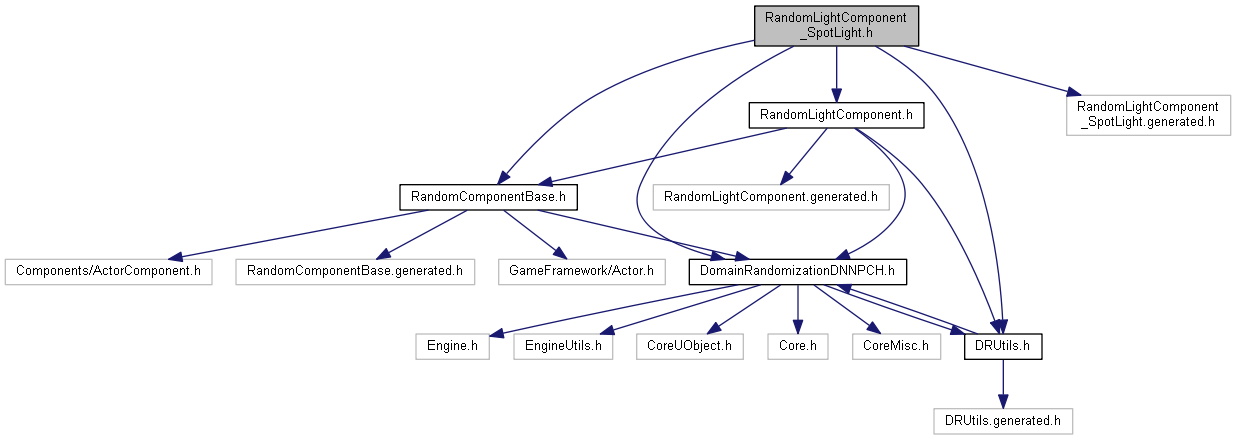 RandomLightComponent
_SpotLight.h
RandomLightComponent.h
RandomLightComponent
_SpotLight.generated.h
RandomComponentBase.h
RandomLightComponent.generated.h
Components/ActorComponent.h
RandomComponentBase.generated.h
GameFramework/Actor.h
DomainRandomizationDNNPCH.h
Engine.h
EngineUtils.h
CoreUObject.h
Core.h
CoreMisc.h
DRUtils.h
DRUtils.generated.h